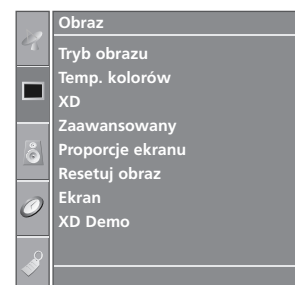 Obraz
Tryb obrazu
Temp. kolorów
XD
Zaawansowany
Proporcje ekranu
Resetuj obraz
Ekran
XD Demo